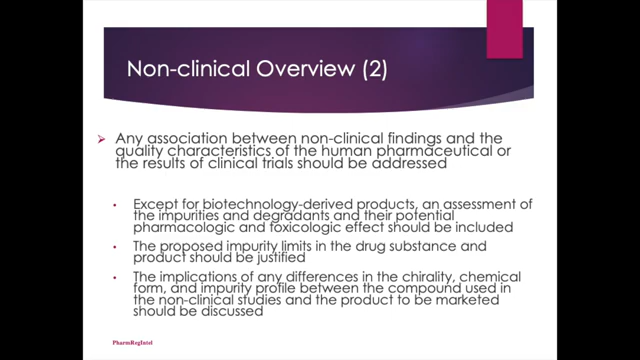 Non-clinical Overview (2)
Any association between non-clinical findings and the
quality characteristics of the human pharmaceutical or
the results of clinical trials should be addressed
Except for biotechnology-derived products, an assessment of
the impurities and degradants and their potential
pharmacologic and toxicologic effect should be included
The proposed impurity limits in the drug substance and
product should be justified
The implications of any differences in the chirality, chemical
form, and impurity profile between the compound used in
the non-clinical studies and the product to be marketed
should be discussed
PharmRegIntel